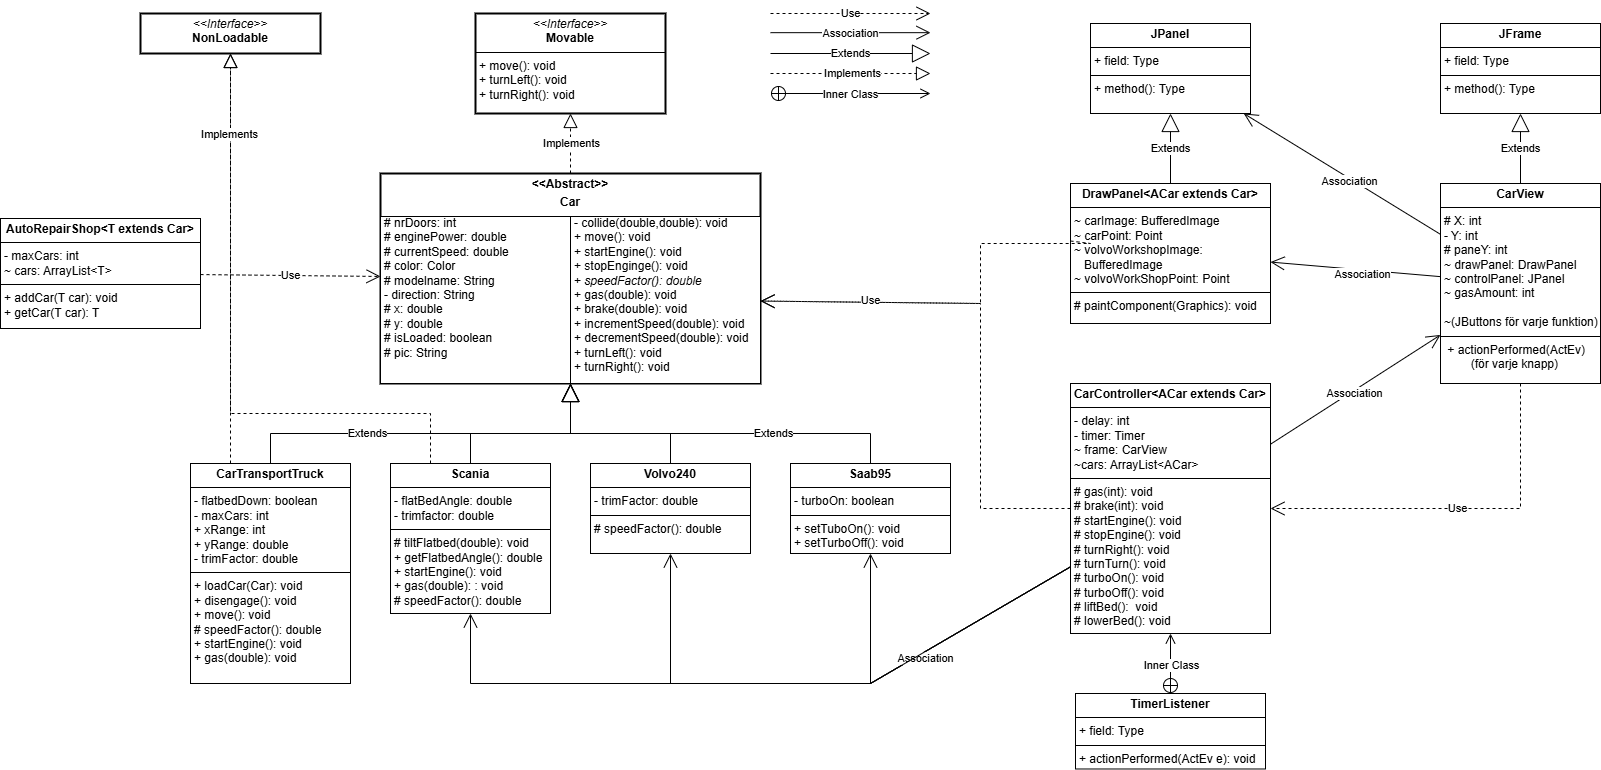 <<Interface>>
NonLoadable
<<Interface>>
Movable
+ move(): void
+ turnLeft(): void
+ turnRight(): void
Use
Association
Extends
Implements
Inner Class
JPanel
+ field: Type
+ method(): Type
JFrame
+ field: Type
+ method(): Type
Implements
Implements
Extends
Extends
Association
<<Abstract>>
Car
# nrDoors: int
# enginePower: double
# currentSpeed: double
# color: Color
# modelname: String
- direction: String
# x: double
# y: double
# isLoaded: boolean
# pic: String
- collide(double,double): void
+ move(): void
+ startEngine(): void
+ stopEnginge(): void
+ speedFactor(): double
+ gas(double): void
+ brake(double): void
+ incrementSpeed(double): void
+ decrementSpeed(double): void
+ turnLeft(): void
+ turnRight(): void
AutoRepairShop<T extends Car>
- maxCars: int
~ cars: ArrayList<T>
+ addCar(T car): void
+ getCar(T car): T
Use
DrawPanel<ACar extends Car>
~ carImage: BufferedImage
~ carPoint: Point
~ volvoWorkshopImage:
BufferedImage
~ volvoWorkShopPoint: Point
# paintComponent(Graphics): void
CarView
# X: int
- Y: int
# paneY: int
~ drawPanel: DrawPanel
~ controlPanel: JPanel
~ gasAmount: int
~(JButtons för varje funktion)
+ actionPerformed(ActEv)
(för varje knapp)
Association
Use
Association
Use
Extends
Extends
CarController<ACar extends Car>
- delay: int
- timer: Timer
~ frame: CarView
~cars: ArrayList<ACar>
# gas(int): void
# brake(int): void
# startEngine(): void
# stopEngine(): void
# turnRight(): void
# turnTurn(): void
# turboOn(): void
# turboOff(): void
# liftBed():  void
# lowerBed(): void
CarTransportTruck
- flatbedDown: boolean
- maxCars: int
+ xRange: int
+ yRange: double
- trimFactor: double
+ loadCar(Car): void
+ disengage(): void
+ move(): void
# speedFactor(): double
+ startEngine(): void
+ gas(double): void
Scania
- flatBedAngle: double
- trimfactor: double
# tiltFlatbed(double): void
+ getFlatbedAngle(): double
+ startEngine(): void
+ gas(double): : void
# speedFactor(): double
Volvo240
- trimFactor: double
# speedFactor(): double
Saab95
- turboOn: boolean
+ setTuboOn(): void
+ setTurboOff(): void
Association
Inner Class
TimerListener
+ field: Type
+ actionPerformed(ActEv e): void